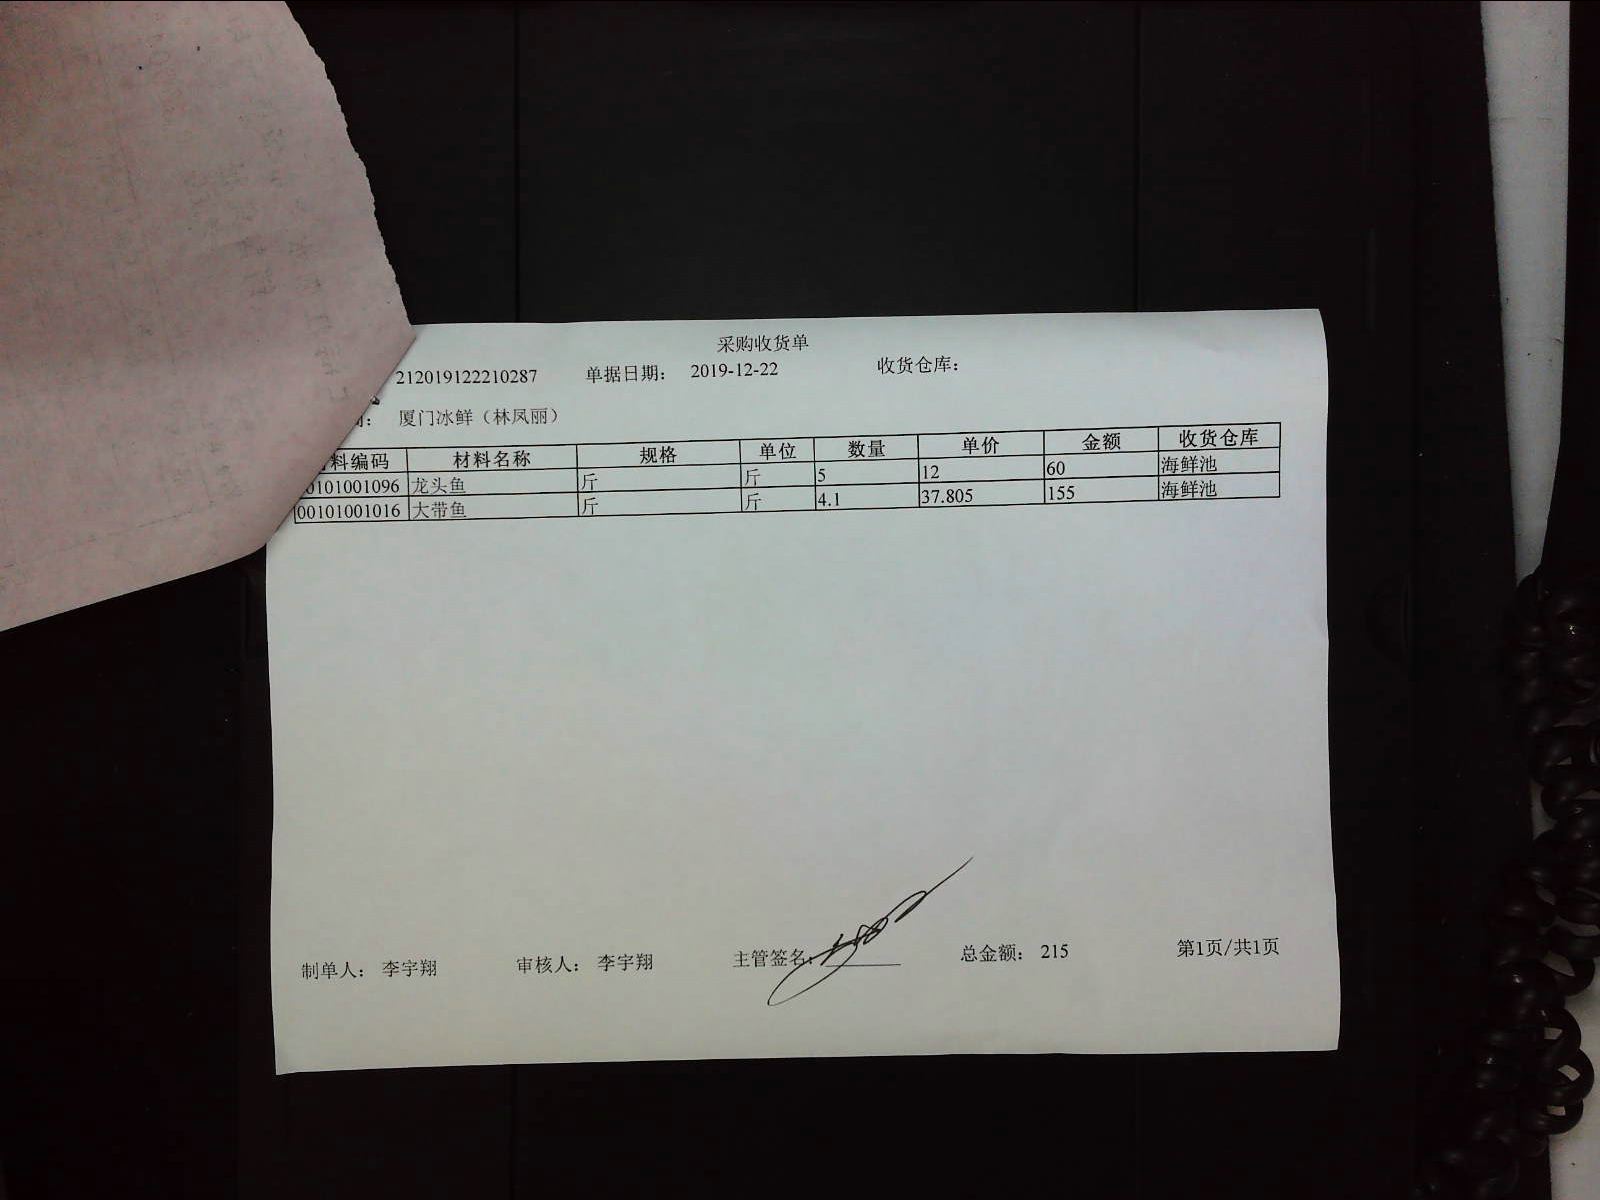 采购收货单
212019122210287 单据日期： 2019-12-22 收货仓库：
： 厦门冰鲜（林凤丽）
料编码 材料名称 规格 单位 数量 单价 金额 收货仓库
0101001096 龙头鱼 斤 斤 5 12 60 海鲜池
00101001016 大带鱼 斤 斤 4.1 37.805 155 海鲜池
制单人： 李宇翔 审核人： 李宇翔 主管签名： 总金额： 215 第1页/共1页